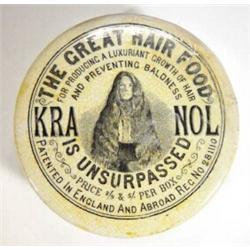 THE GREAT HAIR FOOD
FOR PRODUCING A LUXURIANT GROWTH OF HAIR
AND PREVENTING BALDNESS
KRA NOL
IS UNSURPASSED
PRICE 2/6 & 5/- PER BOX
PATENTED IN ENGLAND AND ABROAD REG. NO 281110